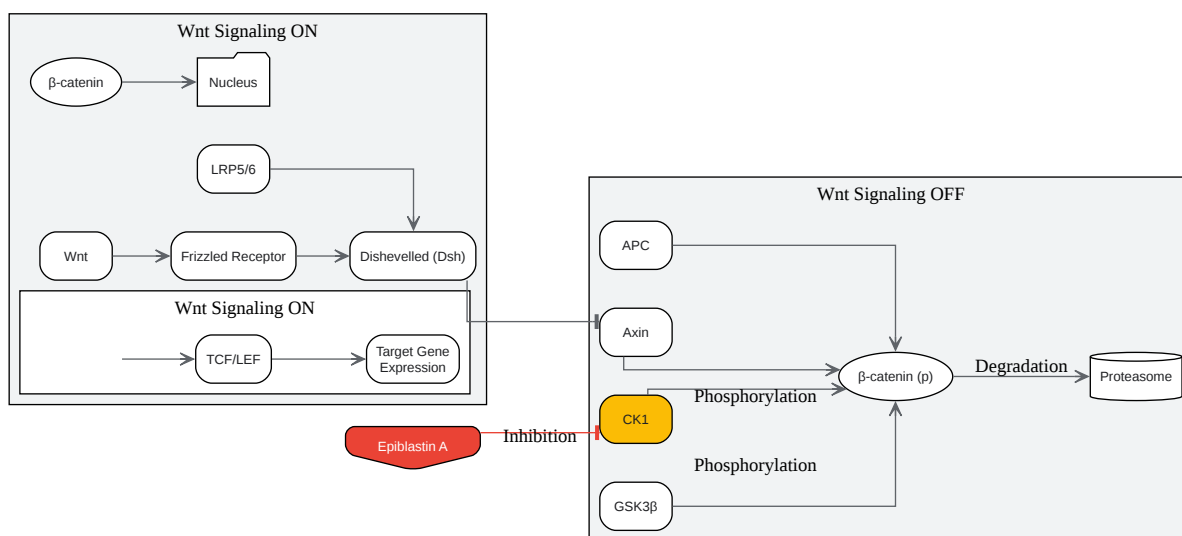 Wnt Signaling ON
β-catenin
Nucleus
LRP5/6
Wnt
Frizzled Receptor
Dishevelled (Dsh)
Wnt Signaling ON
TCF/LEF
Target Gene
Expression
Epiblastin A
Inhibition
Wnt Signaling OFF
APC
Axin
CK1
GSK3β
Phosphorylation
Phosphorylation
β-catenin (p)
Degradation
Proteasome